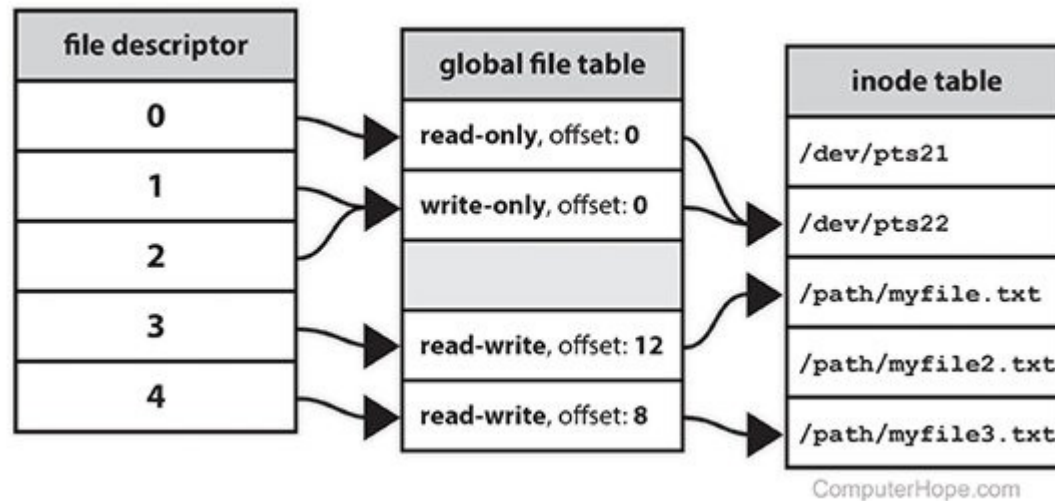 file descriptor
0
1
2
3
4
global file table
read-only, offset: 0
write-only, offset: 0
read-write, offset: 12
read-write, offset: 8
inode table
/dev/pts21
/dev/pts22
/path/myfile.txt
/path/myfile2.txt
/path/myfile3.txt
ComputerHope.com